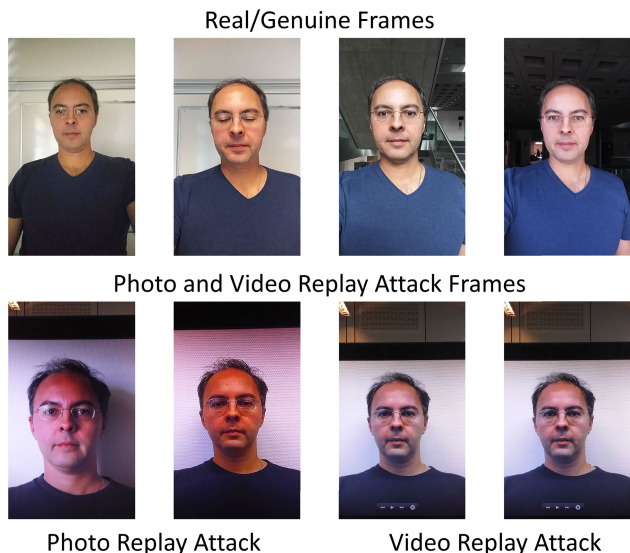 Real/Genuine Frames
Photo and Video Replay Attack Frames
Photo Replay Attack
Video Replay Attack